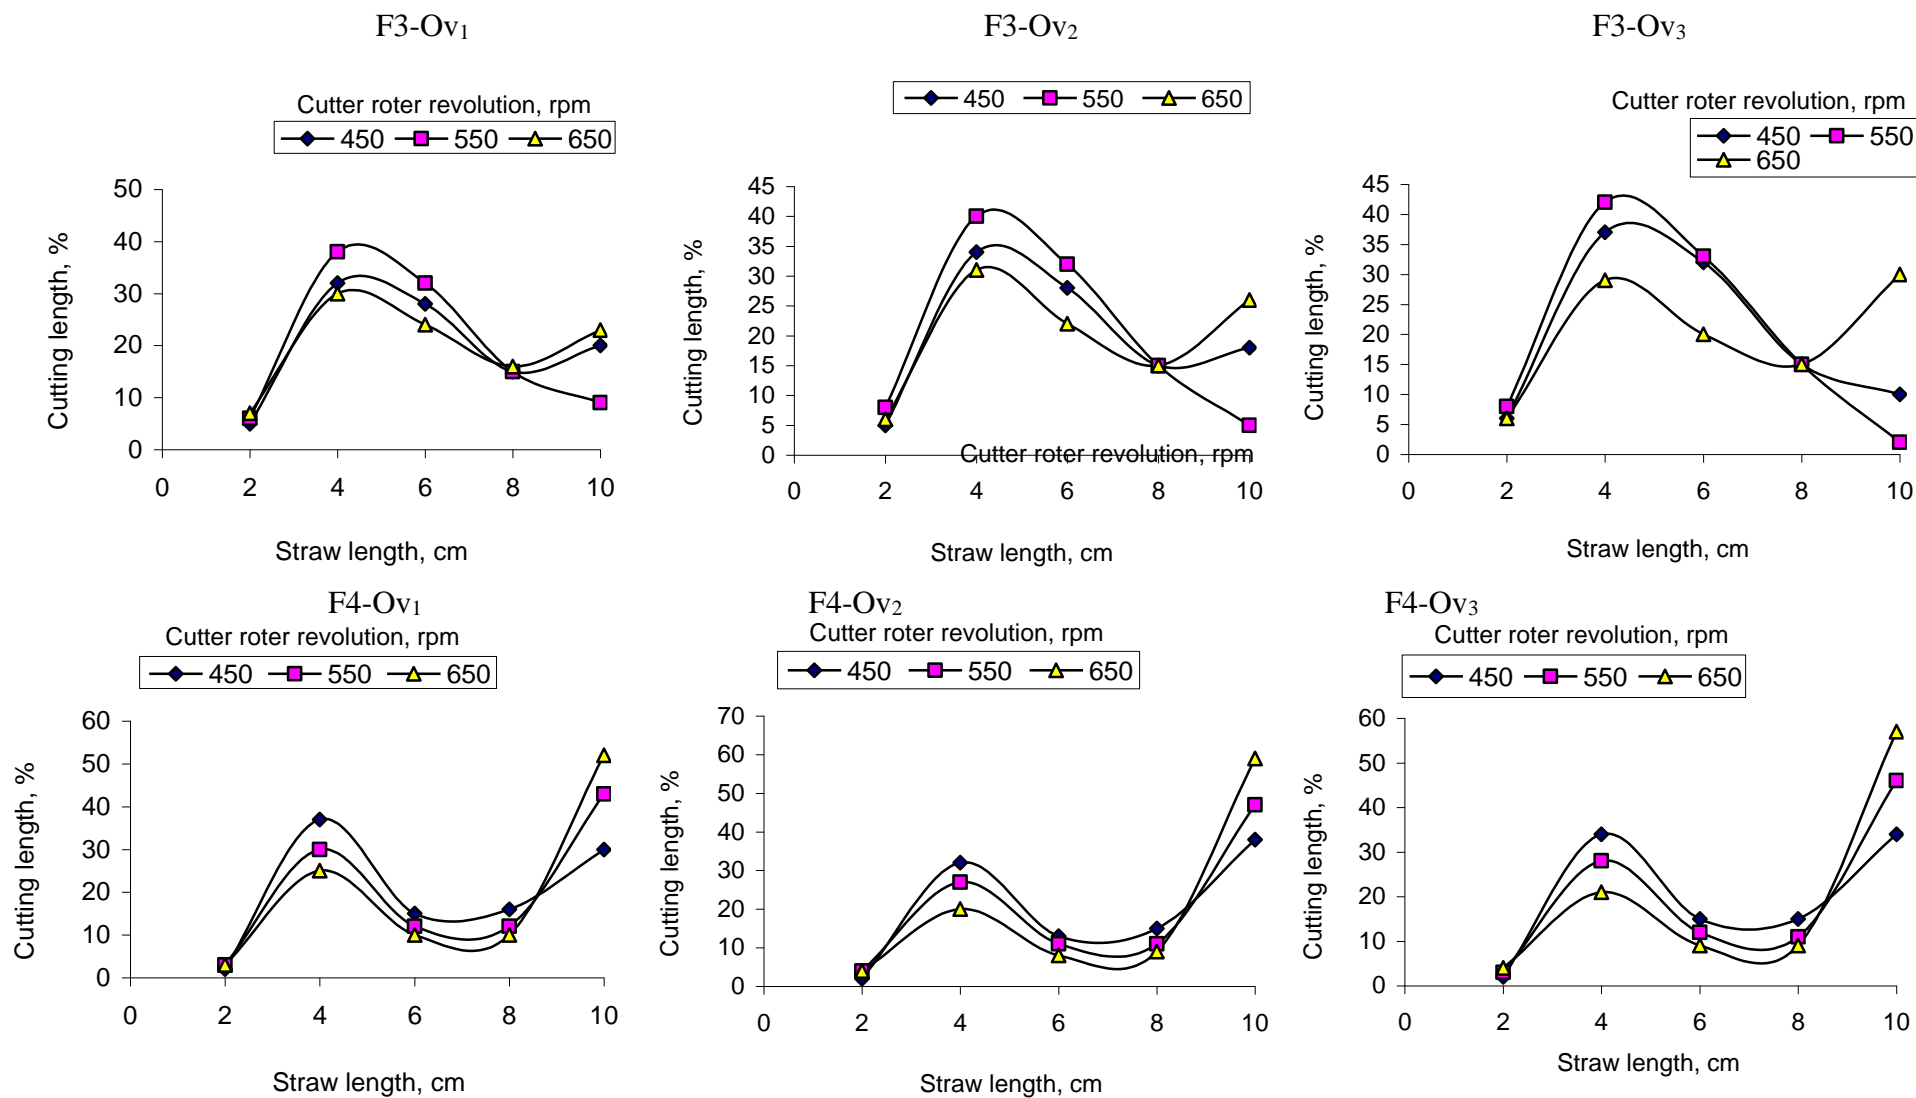 F3-Ov₁
F3-Ov₂
F3-Ov₃
Cutter roter revolution, rpm
450 550 650
50
40
30
20
10
0
0 2 4 6 8 10
Cutting length, %
Straw length, cm
450 550 650
45
40
35
30
25
20
15
10
5
0
0 2 4 6 8 10
Cutting length, %
Cutter roter revolution, rpm
Straw length, cm
Cutter roter revolution, rpm
450 550
650
45
40
35
30
25
20
15
10
5
0
0 2 4 6 8 10
Cutting length, %
Straw length, cm
F4-Ov₁
Cutter roter revolution, rpm
450 550 650
60
50
40
30
20
10
0
0 2 4 6 8 10
Cutting length, %
Straw length, cm
F4-Ov₂
Cutter roter revolution, rpm
450 550 650
70
60
50
40
30
20
10
0
0 2 4 6 8 10
Cutting length, %
Straw length, cm
F4-Ov₃
Cutter roter revolution, rpm
450 550 650
60
50
40
30
20
10
0
0 2 4 6 8 10
Cutting length, %
Straw length, cm